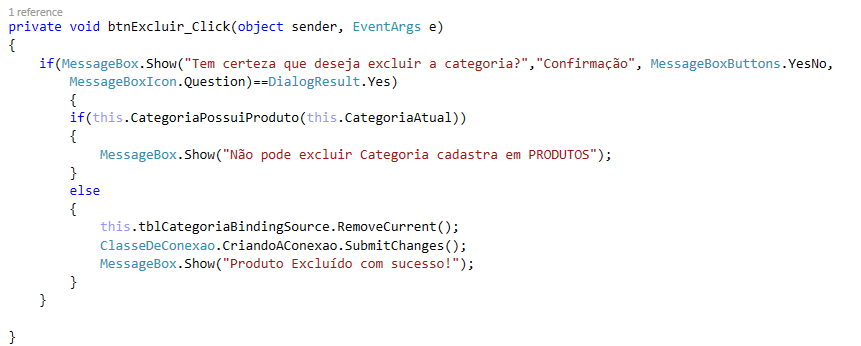 1 reference
private void btnExcluir_Click(object sender, EventArgs e)
{
if(MessageBox.Show("Tem certeza que deseja excluir a categoria?","Confirmação", MessageBoxButtons.YesNo,
MessageBoxIcon.Question)==DialogResult.Yes)
{
if(this.CategoriaPossuiProduto(this.CategoriaAtual))
{
MessageBox.Show("Não pode excluir Categoria cadastra em PRODUTOS");
}
else
{
this.tblCategoriaBindingSource.RemoveCurrent();
ClasseDeConexao.CriandoAConexao.SubmitChanges();
MessageBox.Show("Produto Excluído com sucesso!");
}
}
}